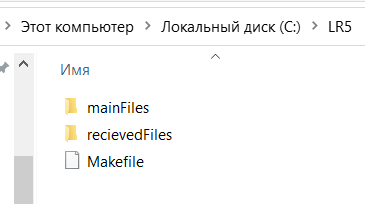 Этот компьютер > Локальный диск (C:) > LR5
Имя
mainFiles
recievedFiles
Makefile